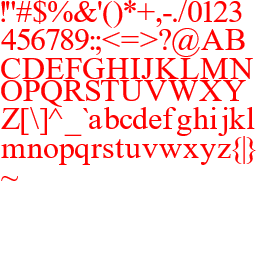 !"#$%&'()*+,-./0123
456789:;<=>?@AB
CDEFGHIJKLMN
OPQRSTUVWXY
Z[\]^_`abcdefghijkl
mnopqrstuvwxyz{|}
~